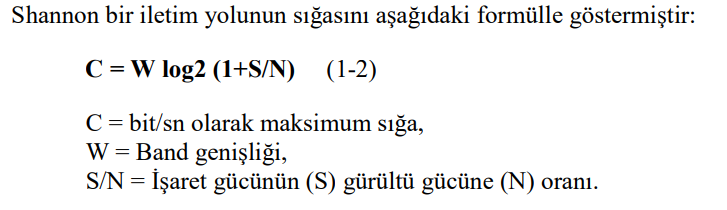 Shannon bir iletim yolunun sığasını aşağıdaki formülle göstermiştir:
C = W log2 (1+S/N) (1-2)
C = bit/sn olarak maksimum sığa,
W = Band genişliği,
S/N = İşaret gücünün (S) gürültü gücüne (N) oranı.